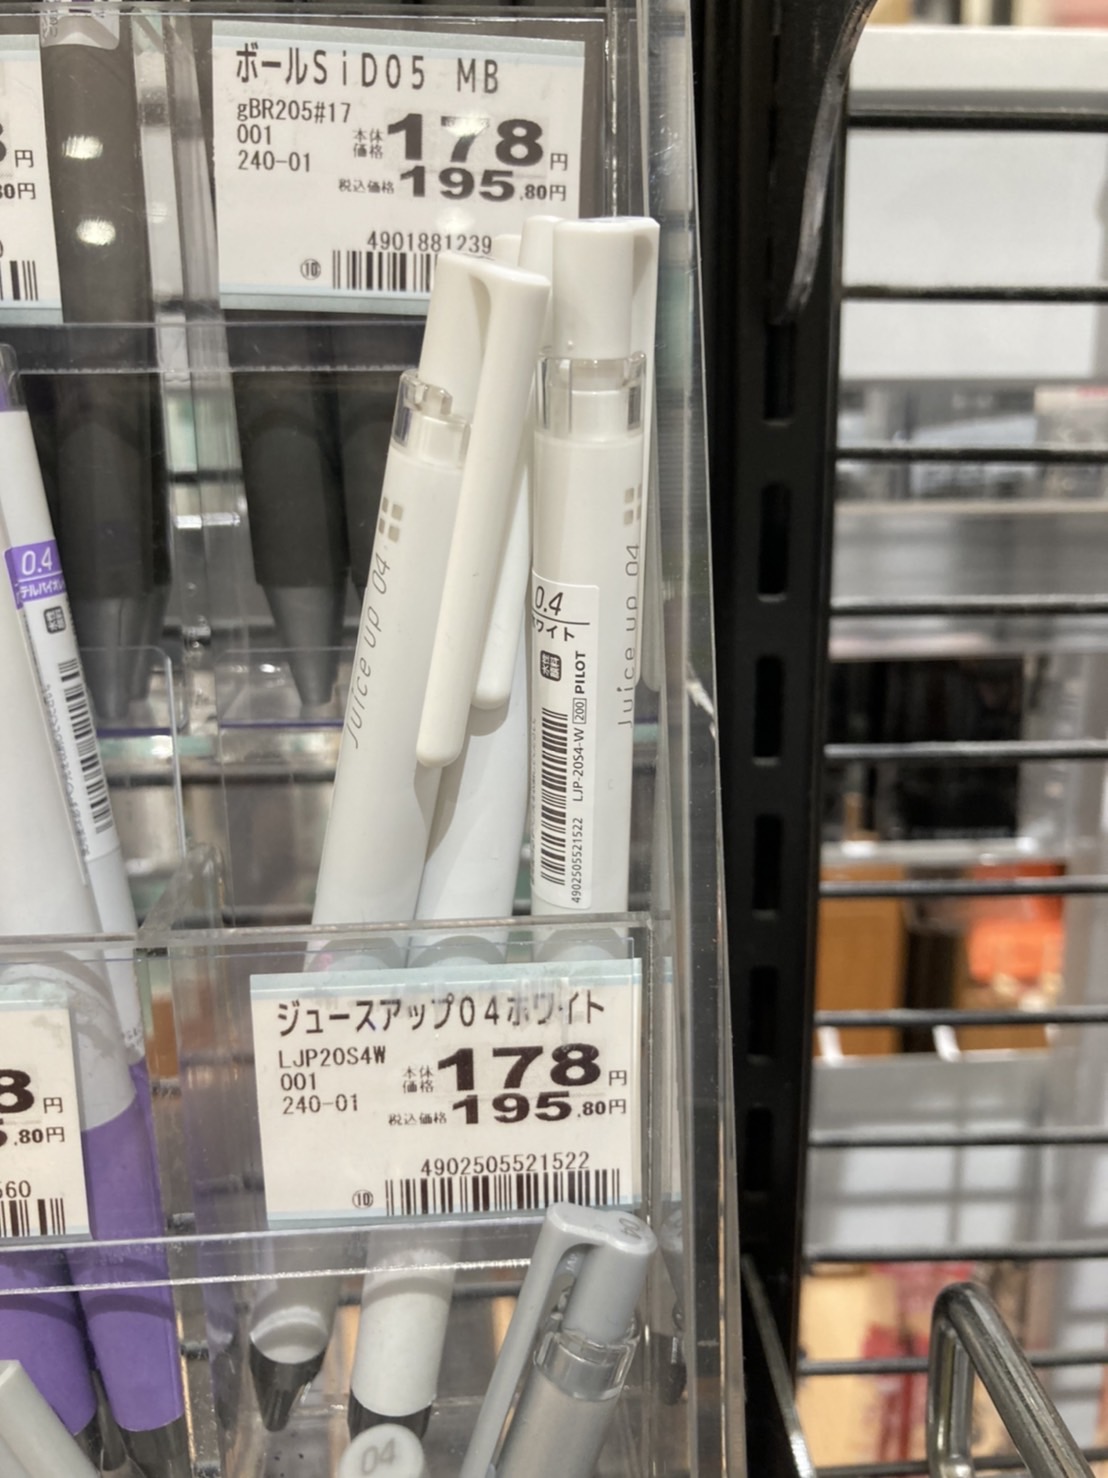 ボールSiD05 MB
gBR205#17
001
240-01
本体価格 178円
税込価格 195.80円
4901881239
⑩
円
.80円
0.4
Juice up 04
Juice up 04
0.4
ホワイト
PILOT
LJP-20S4-W 200
4902505521522
ジュースアップ04ホワイト
LJP20S4W
001
240-01
本体価格 178円
税込価格 195.80円
4902505521522
⑩
8円
.80円
560
04
04